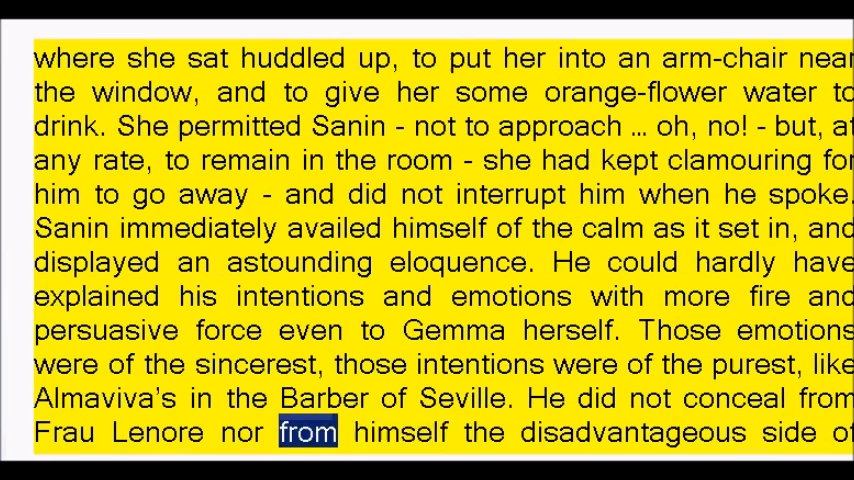 where she sat huddled up, to put her into an arm-chair near
the window, and to give her some orange-flower water to
drink. She permitted Sanin - not to approach ... oh, no! - but, at
any rate, to remain in the room - she had kept clamouring for
him to go away - and did not interrupt him when he spoke.
Sanin immediately availed himself of the calm as it set in, and
displayed an astounding eloquence. He could hardly have
explained his intentions and emotions with more fire and
persuasive force even to Gemma herself. Those emotions
were of the sincerest, those intentions were of the purest, like
Almaviva's in the Barber of Seville. He did not conceal from
Frau Lenore nor from himself the disadvantageous side of